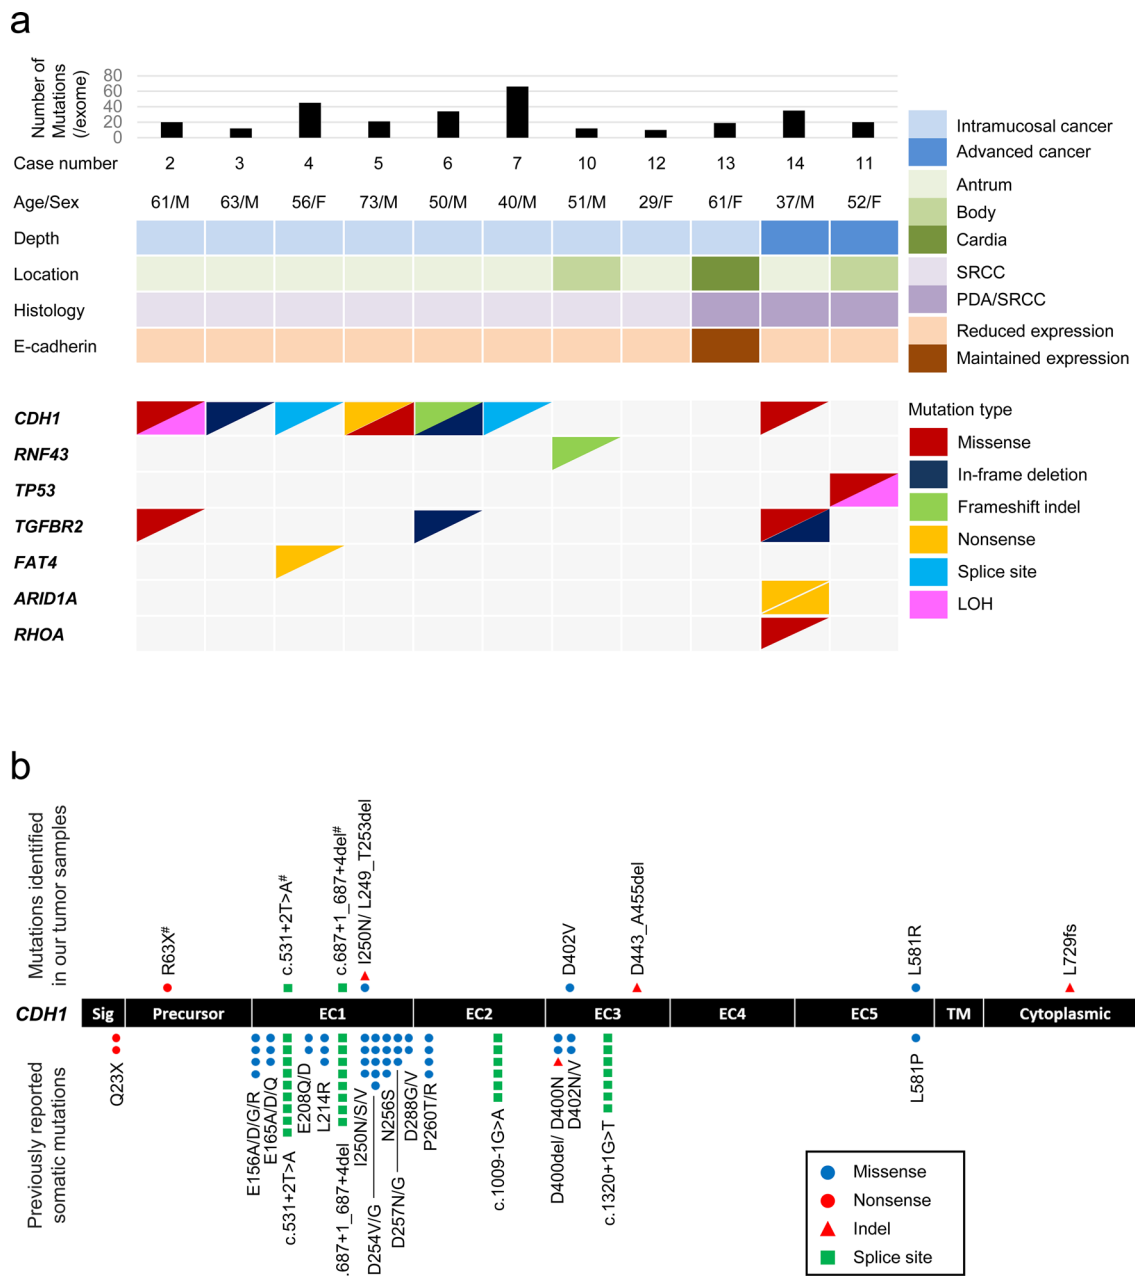 a
Number of
Mutations
(/exome)
80
60
40
20
0
Case number 2 3 4 5 6 7 10 12 13 14 11
Age/Sex 61/M 63/M 56/F 73/M 50/M 40/M 51/M 29/F 61/F 37/M 52/F
Depth
Location
Histology
E-cadherin
Intramucosal cancer
Advanced cancer
Antrum
Body
Cardia
SRCC
PDA/SRCC
Reduced expression
Maintained expression
CDH1
RNF43
TP53
TGFBR2
FAT4
ARID1A
RHOA
Mutation type
Missense
In-frame deletion
Frameshift indel
Nonsense
Splice site
LOH
b
Mutations identified
in our tumor samples
R63X#
c.531+2T>A#
c.687+1_687+4del#
I250N/ L249_T253del
D402V
D443_A455del
L581R
L729fs
CDH1 Sig Precursor EC1 EC2 EC3 EC4 EC5 TM Cytoplasmic
Previously reported
somatic mutations
Q23X
E156A/D/G/R
E165A/D/Q
c.531+2T>A
E208Q/D
L214R
.687+1_687+4del
I250N/S/V
D254V/G
N256S
D257N/G
D288G/V
P260T/R
c.1009-1G>A
D400del/ D400N
D402N/V
c.1320+1G>T
L581P
Missense
Nonsense
Indel
Splice site